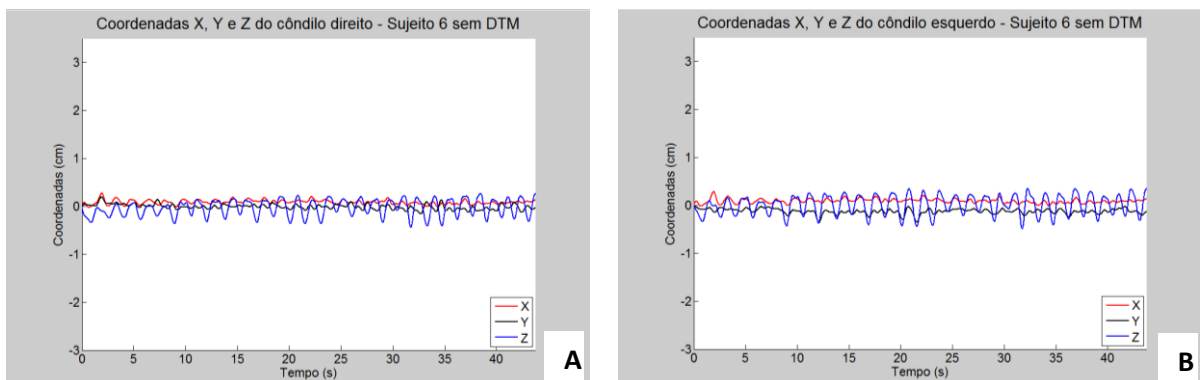 Coordenadas X, Y e Z do côndilo direito - Sujeito 6 sem DTM
Coordenadas (cm)
3
2
1
0
-1
-2
-3
0 5 10 15 20 25 30 35 40
Tempo (s)
X
Y
Z
A
Coordenadas X, Y e Z do côndilo esquerdo - Sujeito 6 sem DTM
Coordenadas (cm)
3
2
1
0
-1
-2
-3
0 5 10 15 20 25 30 35 40
Tempo (s)
X
Y
Z
B